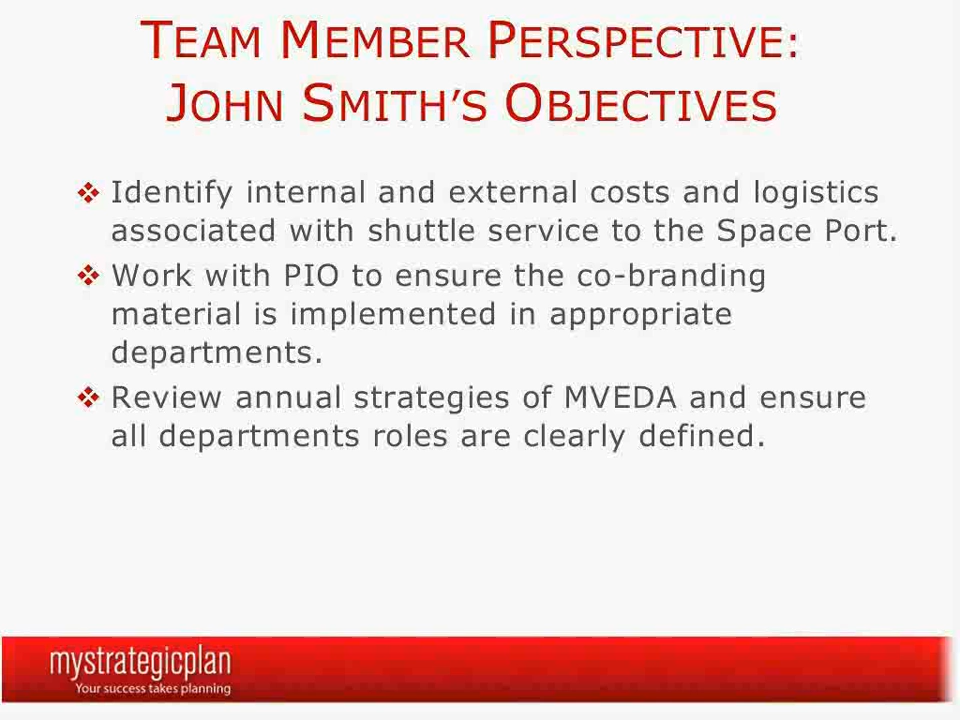 TEAM MEMBER PERSPECTIVE:
JOHN SMITH’S OBJECTIVES
❖ Identify internal and external costs and logistics
associated with shuttle service to the Space Port.
❖ Work with PIO to ensure the co-branding
material is implemented in appropriate
departments.
❖ Review annual strategies of MVEDA and ensure
all departments roles are clearly defined.
mystrategicplan
Your success takes planning